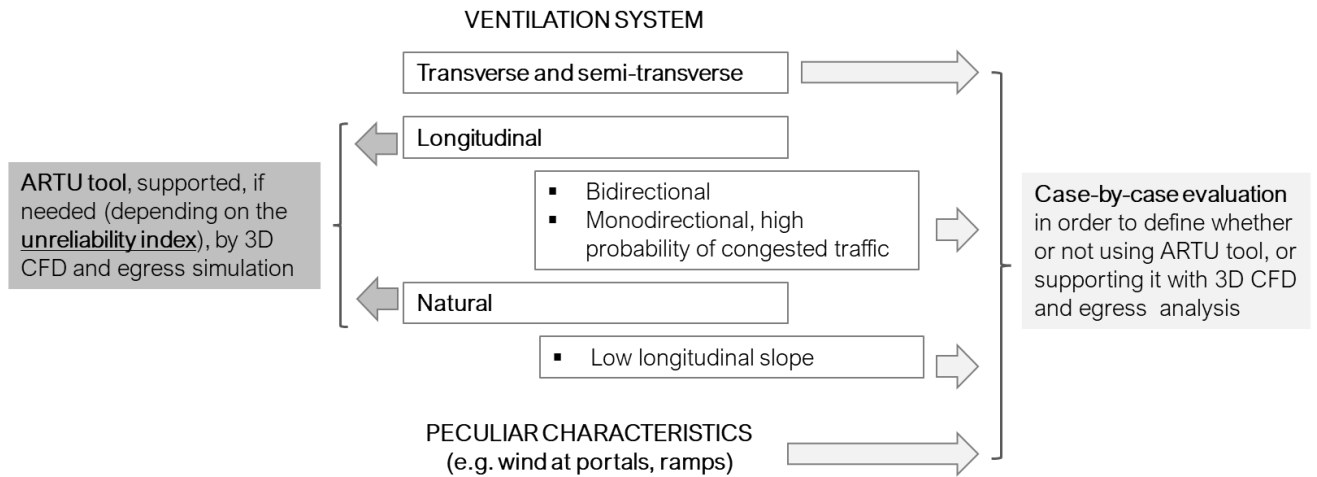 VENTILATION SYSTEM
Transverse and semi-transverse
Longitudinal
▪ Bidirectional
▪ Monodirectional, high
probability of congested traffic
Natural
▪ Low longitudinal slope
PECULIAR CHARACTERISTICS
(e.g. wind at portals, ramps)
ARTU tool, supported, if
needed (depending on the
unreliability index), by 3D
CFD and egress simulation
Case-by-case evaluation
in order to define whether
or not using ARTU tool, or
supporting it with 3D CFD
and egress analysis